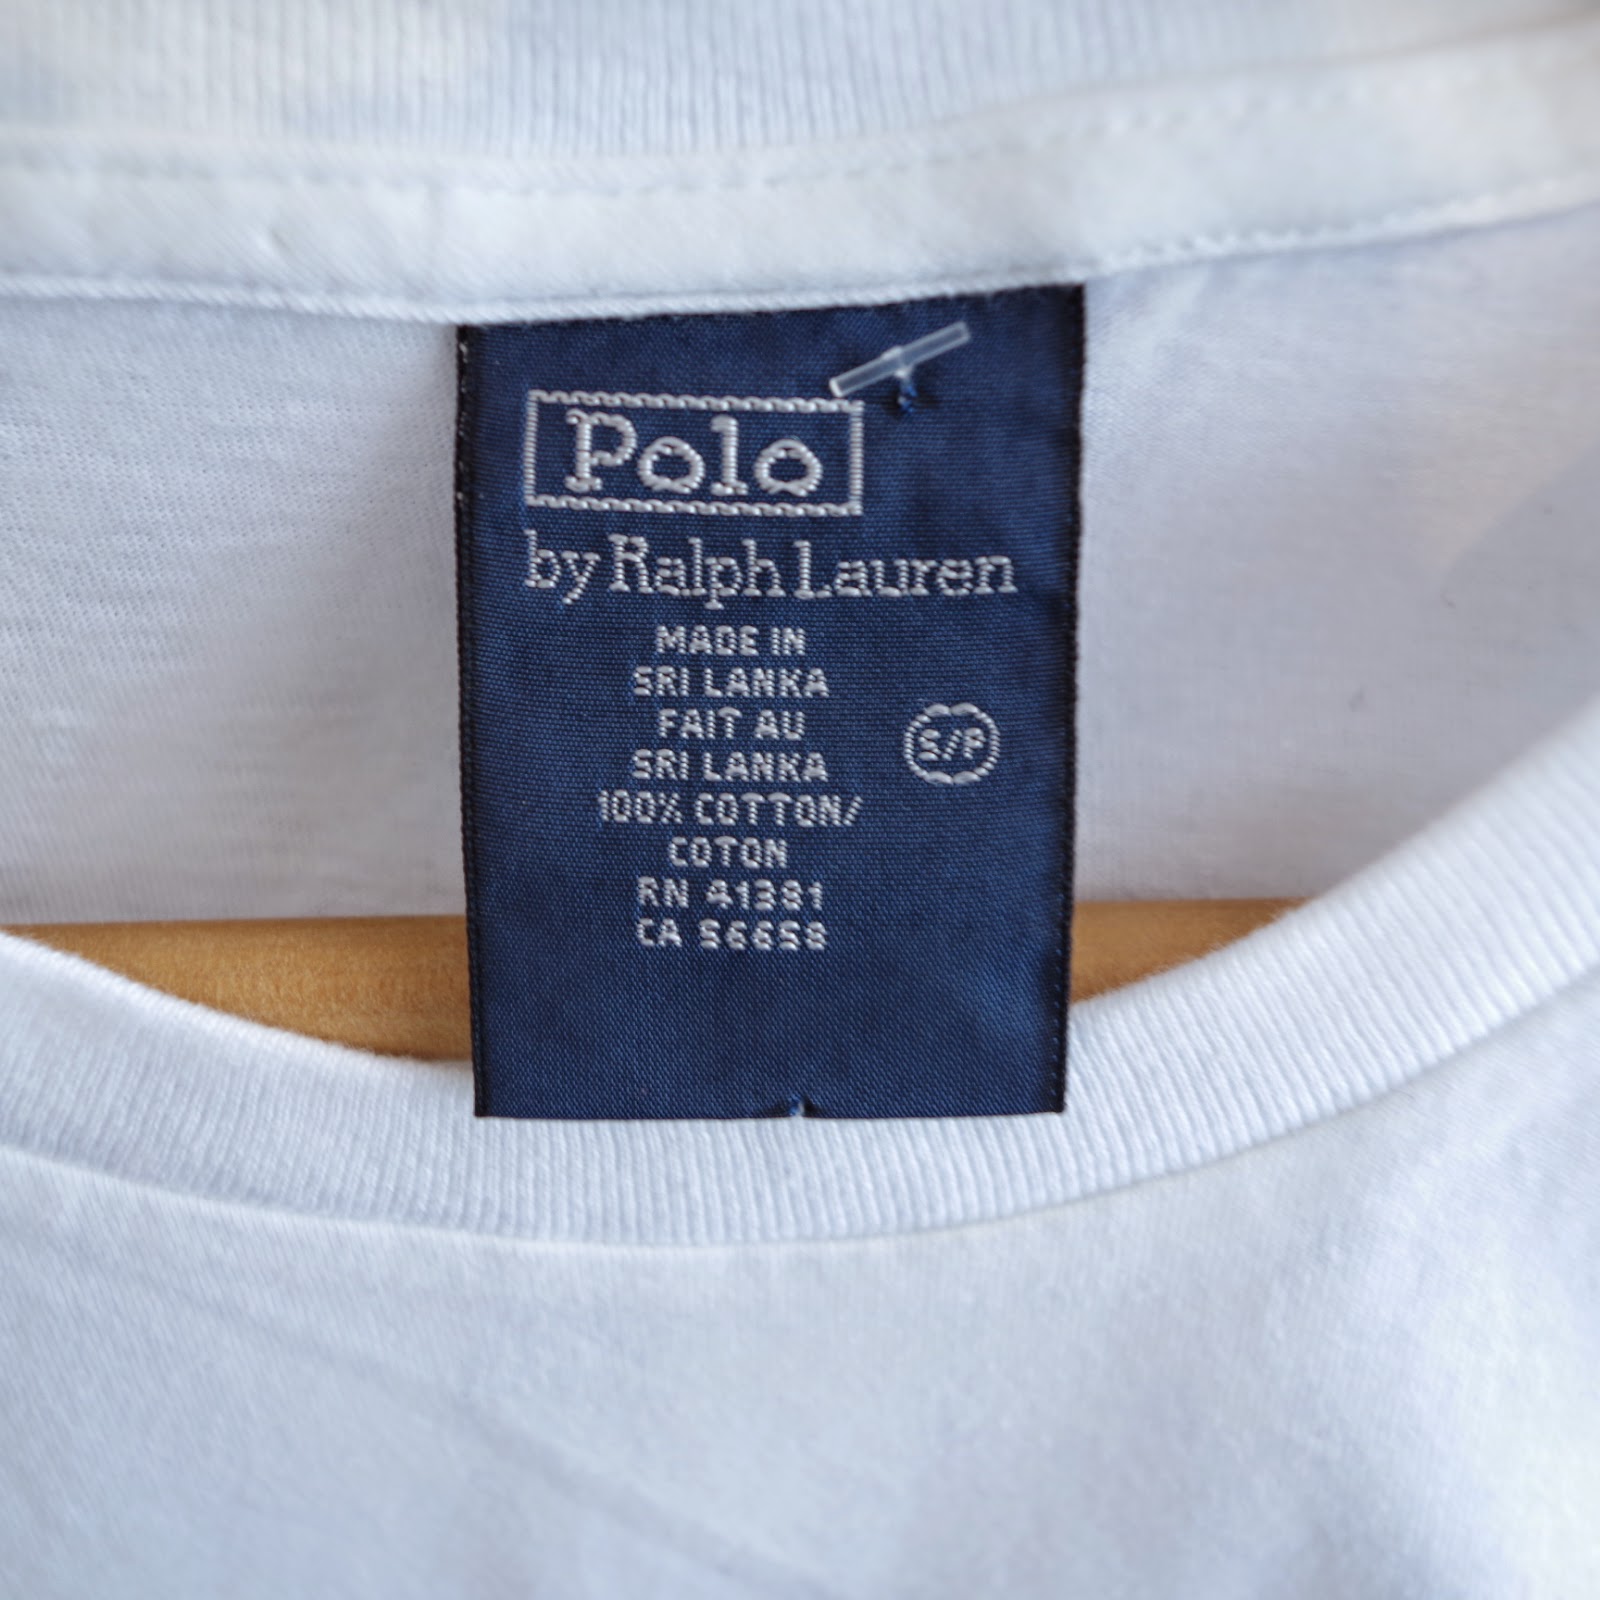 Polo
by Ralph Lauren
MADE IN
SRI LANKA
FAIT AU
SRI LANKA
S/P
100% COTTON/
COTON
RN 41381
CA 56658